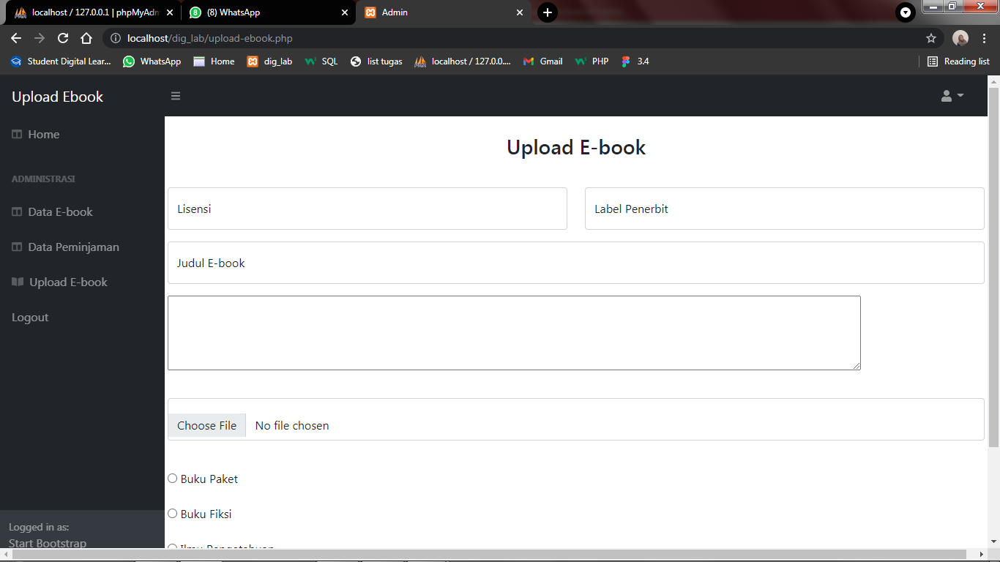 localhost / 127.0.0.1 | phpMyAdm
(8) WhatsApp
Admin
localhost/dig_lab/upload-ebook.php
Student Digital Lear...
WhatsApp
Home
dig_lab
SQL
list tugas
localhost / 127.0.0....
Gmail
PHP
3.4
Reading list
Upload Ebook
Home
ADMINISTRASI
Data E-book
Data Peminjaman
Upload E-book
Logout
Logged in as:
Start Bootstrap
Upload E-book
Lisensi
Label Penerbit
Judul E-book
Choose File No file chosen
Buku Paket
Buku Fiksi
Ilmu Pengetahuan